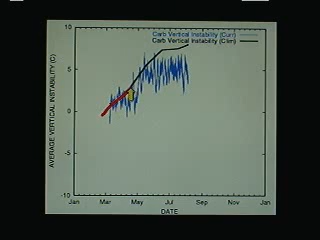 Carb Vertical Instability (Curr)
Carb Vertical Instability (Clim)
AVERAGE VERTICAL INSTABILITY (C)
10
5
0
-5
-10
Jan Mar May Jul Sep Nov Jan
DATE